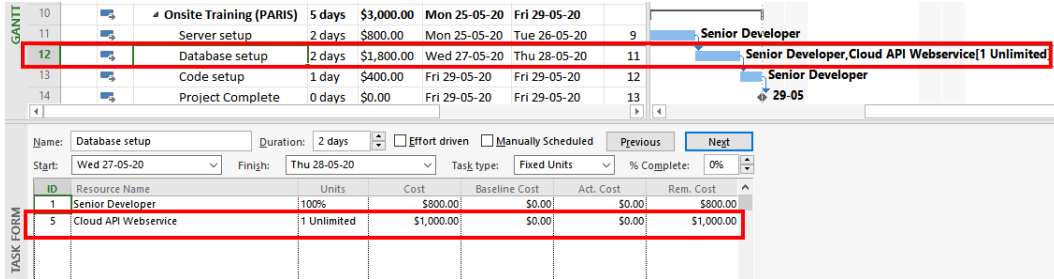 GANTT
10 Onsite Training (PARIS) 5 days $3,000.00 Mon 25-05-20 Fri 29-05-20
11 Server setup 2 days $800.00 Mon 25-05-20 Tue 26-05-20 9 Senior Developer
12 Database setup 2 days $1,800.00 Wed 27-05-20 Thu 28-05-20 11 Senior Developer,Cloud API Webservice[1 Unlimited]
13 Code setup 1 day $400.00 Fri 29-05-20 Fri 29-05-20 12 Senior Developer
14 Project Complete 0 days $0.00 Fri 29-05-20 Fri 29-05-20 13 29-05
TASK FORM
Name: Database setup Duration: 2 days Effort driven Manually Scheduled Previous Next
Start: Wed 27-05-20 Finish: Thu 28-05-20 Task type: Fixed Units % Complete: 0%
ID Resource Name Units Cost Baseline Cost Act. Cost Rem. Cost
1 Senior Developer 100% $800.00 $0.00 $0.00 $800.00
5 Cloud API Webservice 1 Unlimited $1,000.00 $0.00 $0.00 $1,000.00